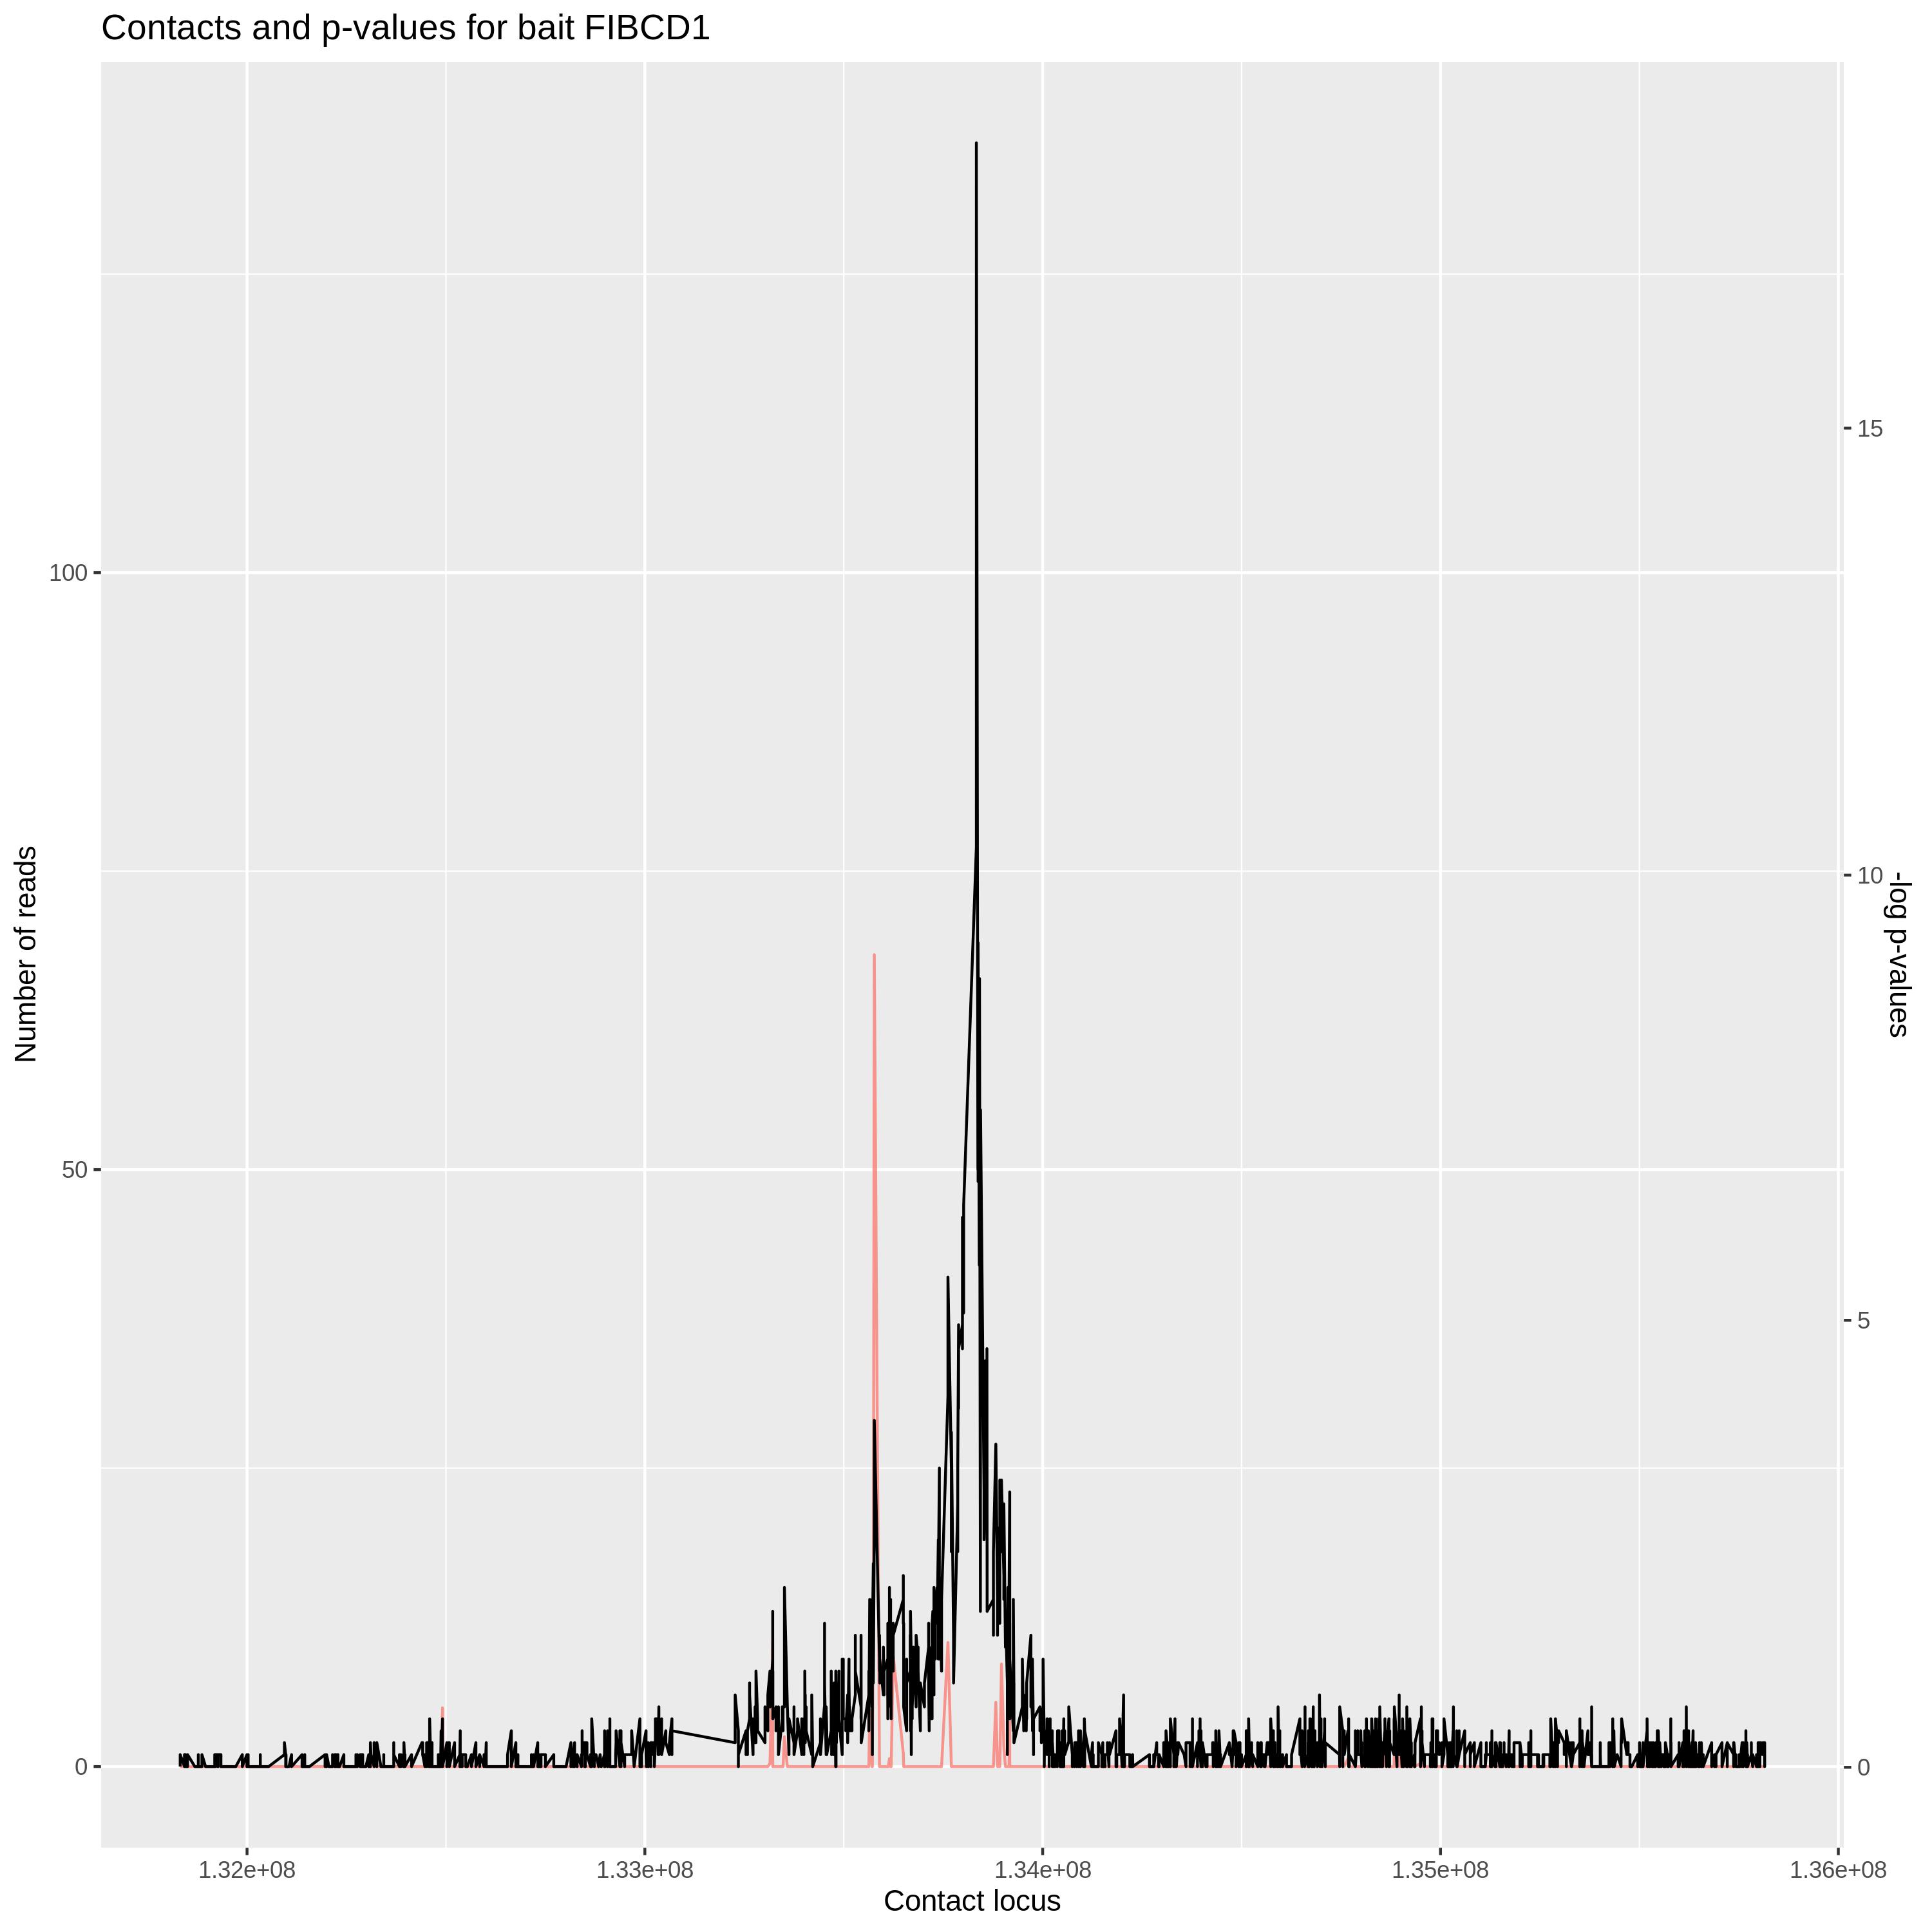 Contacts and p-values for bait FIBCD1
Number of reads
100
50
0
15
10
5
0
-log p-values
1.32e+08
1.33e+08
1.34e+08
1.35e+08
1.36e+08
Contact locus